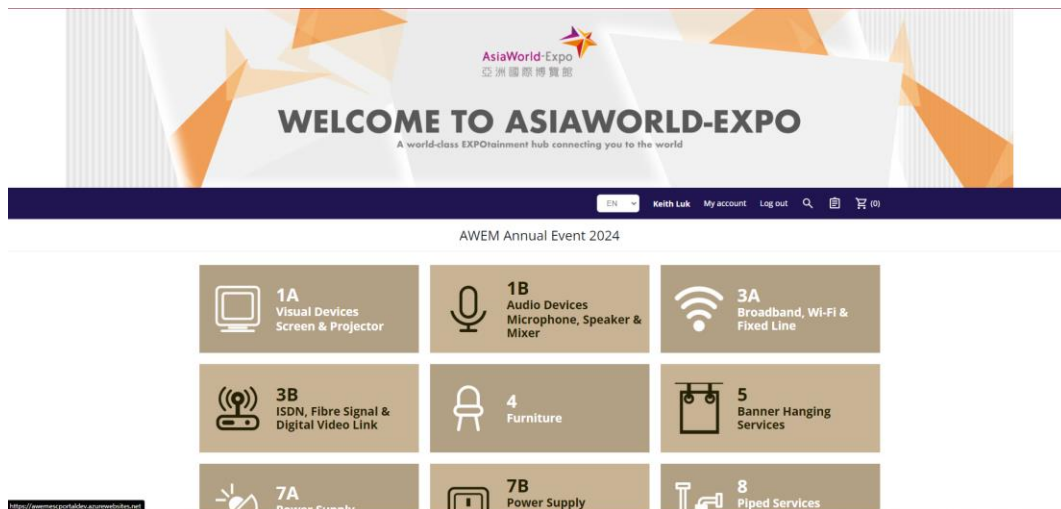 AsiaWorld-Expo
亞洲國際博覽館
WELCOME TO ASIAWORLD-EXPO
A world-class EXPOtainment hub connecting you to the world
EN Keith Luk My account Log out (0)
AWEM Annual Event 2024
1A
Visual Devices
Screen & Projector
1B
Audio Devices
Microphone, Speaker &
Mixer
3A
Broadband, Wi-Fi &
Fixed Line
3B
ISDN, Fibre Signal &
Digital Video Link
4
Furniture
5
Banner Hanging
Services
7A
Power Supply
7B
Power Supply
8
Piped Services
https://awemescportaldev.azurewebsites.net